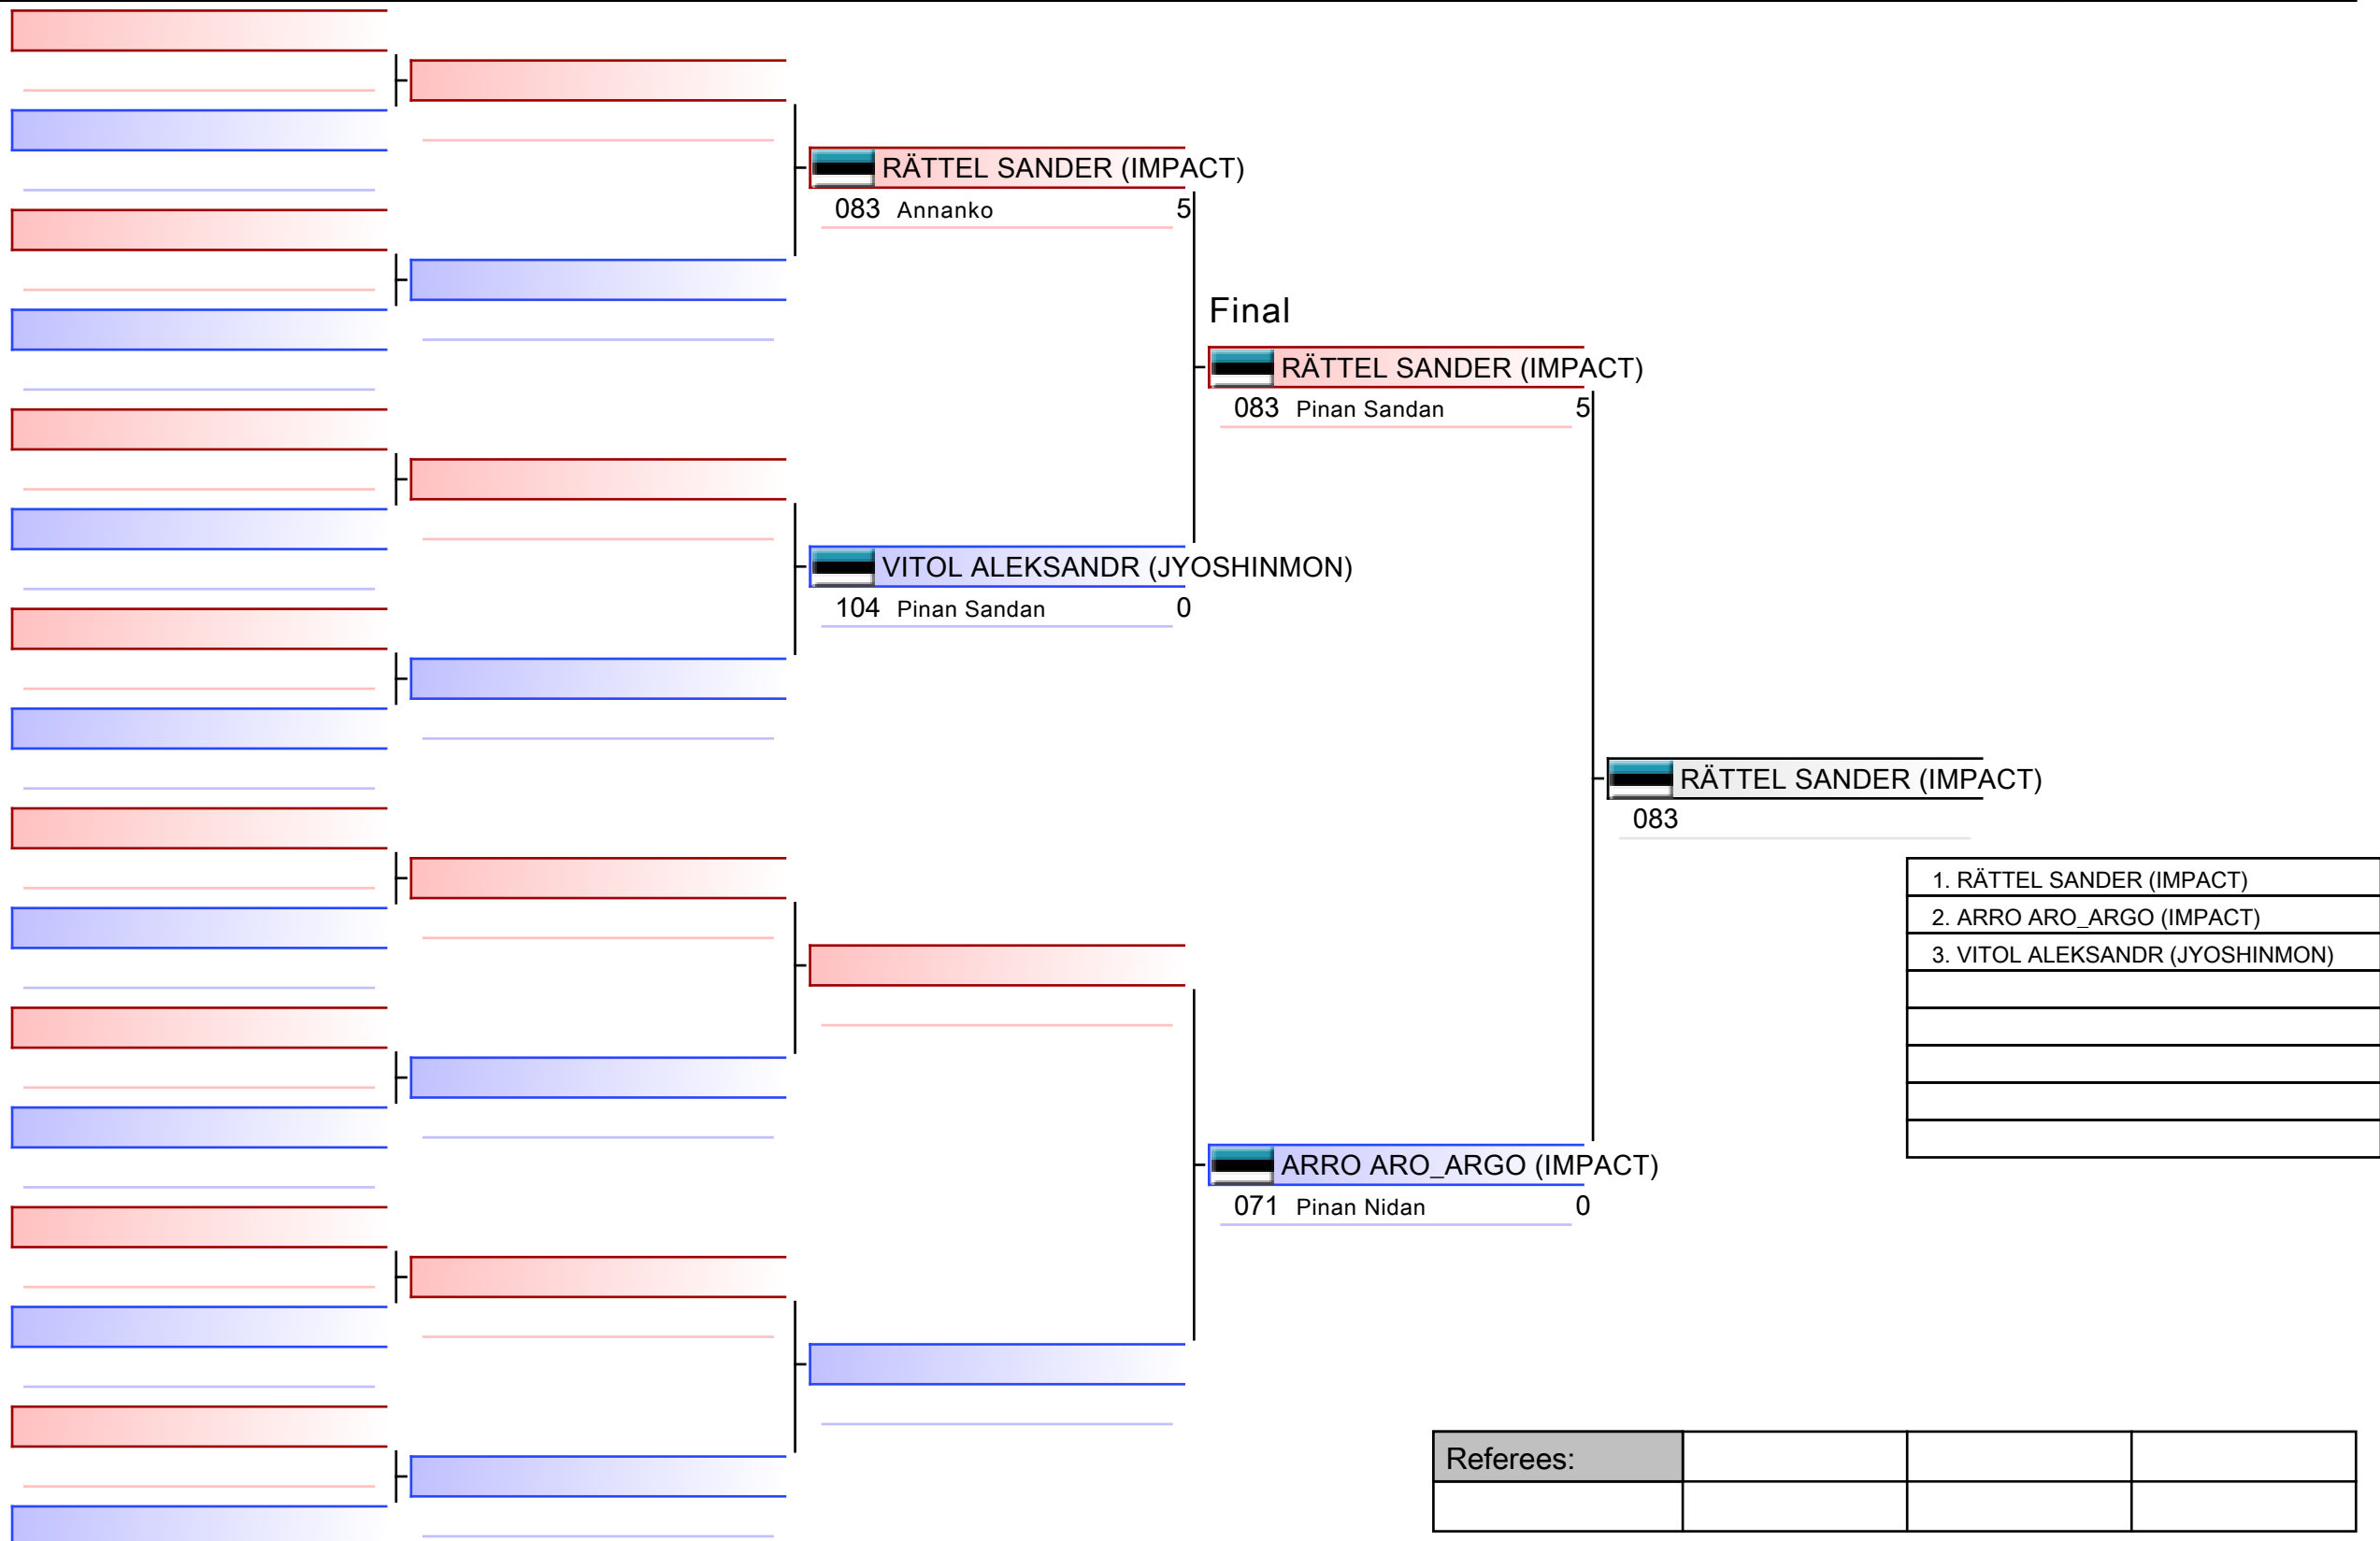 RÄTTEL SANDER (IMPACT)
083 Annanko 5
Final
RÄTTEL SANDER (IMPACT)
083 Pinan Sandan 5
VITOL ALEKSANDR (JYOSHINMON)
104 Pinan Sandan 0
RÄTTEL SANDER (IMPACT)
083
1. RÄTTEL SANDER (IMPACT)
2. ARRO ARO_ARGO (IMPACT)
3. VITOL ALEKSANDR (JYOSHINMON)
ARRO ARO_ARGO (IMPACT)
071 Pinan Nidan 0
Referees: